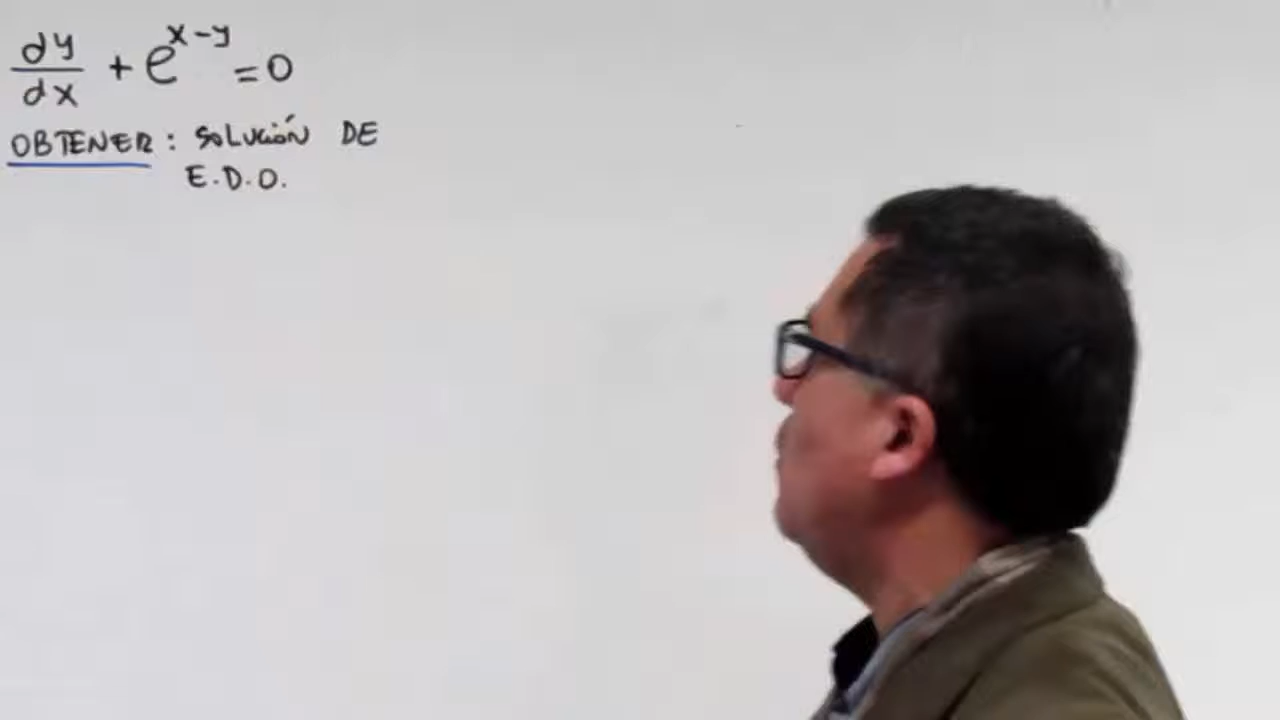 dy/dx + e^(x-y) = 0
OBTENER: SOLUCIÓN DE
E.D.O.